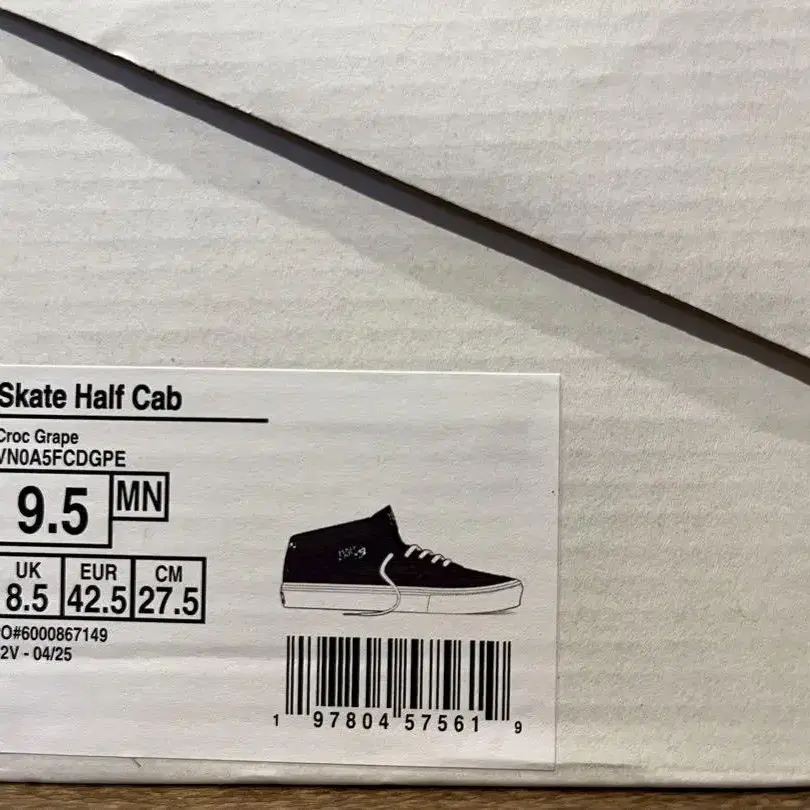 Skate Half Cab
Croc Grape
VN0A5FCDGPE
9.5 MN
UK EUR CM
8.5 42.5 27.5
PO#6000867149
2V - 04/25
1 97804 57561 9